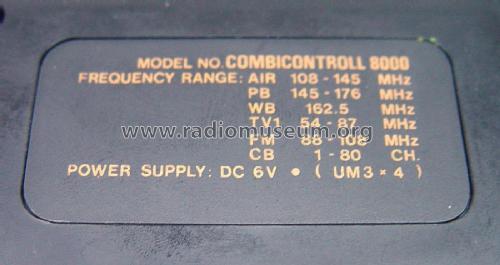 MODEL NO. COMBICONTROLL 8000
FREQUENCY RANGE: AIR 108 - 145 MHz
PB 145 - 176 MHz
WB 162.5 MHz
TV1 54 - 87 MHz
www.radiomuseum.org
FM 88 - 108 MHz
CB 1 - 80 CH.
POWER SUPPLY: DC 6V • ( UM3 × 4 )